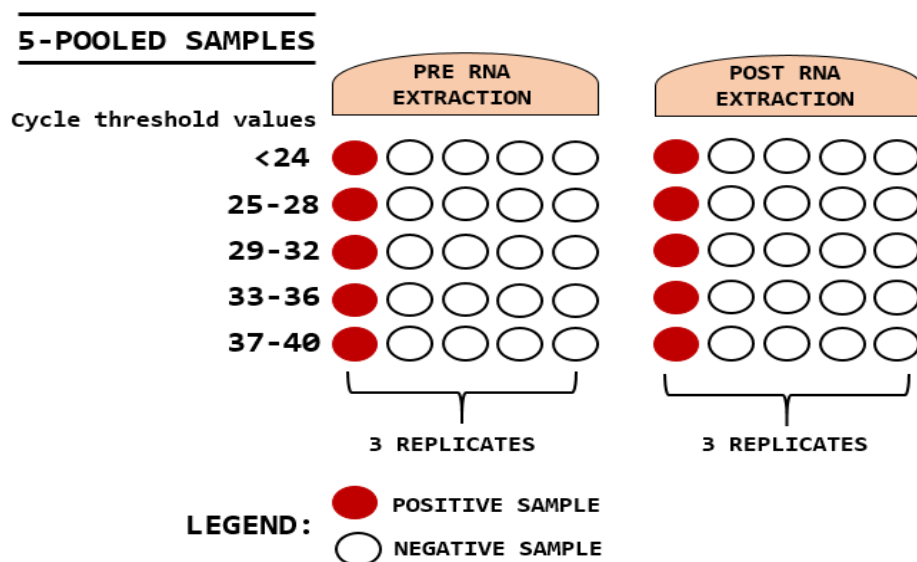 5-POOLED SAMPLES
PRE RNA
EXTRACTION
POST RNA
EXTRACTION
Cycle threshold values
<24
25-28
29-32
33-36
37-40
3 REPLICATES
3 REPLICATES
LEGEND:
POSITIVE SAMPLE
NEGATIVE SAMPLE